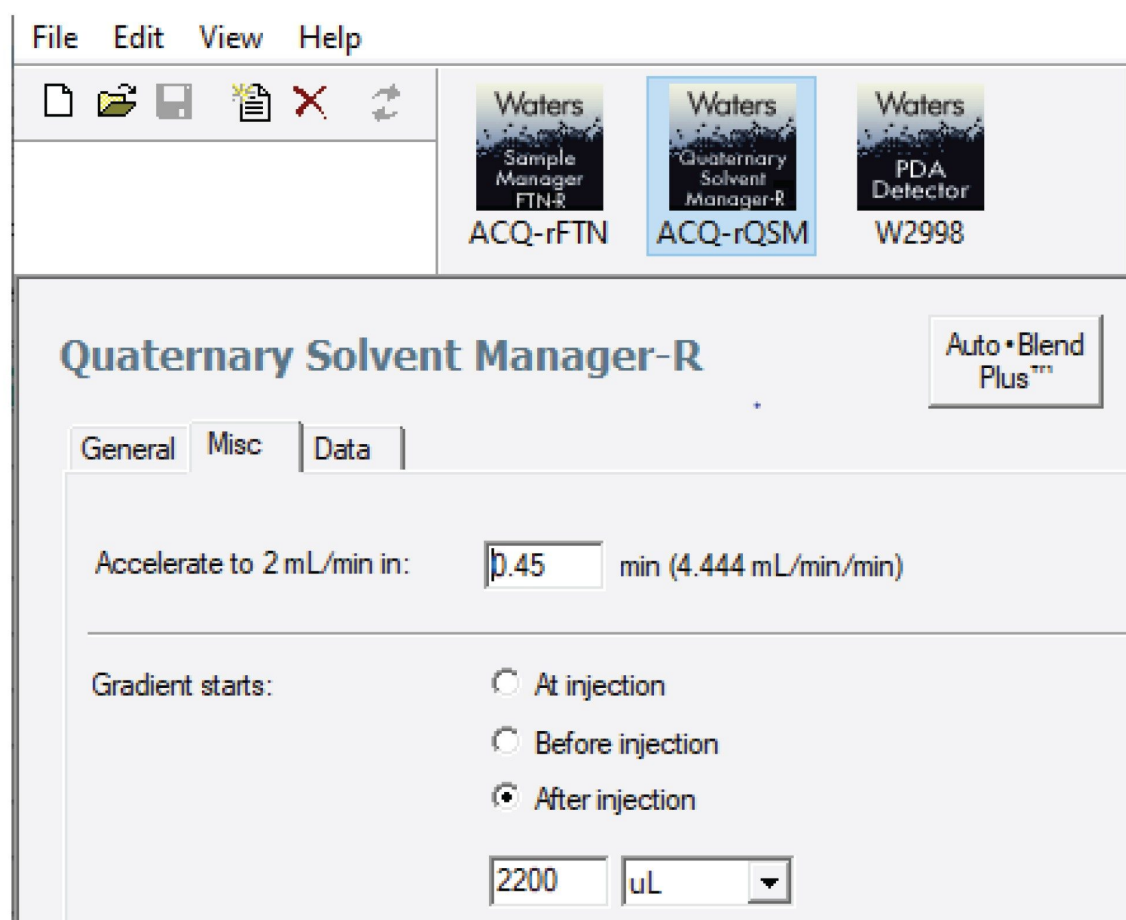 File Edit View Help
Waters Sample Manager FTN-R
ACQ-rFTN
Waters Quaternary Solvent Manager-R
ACQ-rQSM
Waters PDA Detector
W2998
Quaternary Solvent Manager-R
Auto•Blend
Plus™
General Misc Data
Accelerate to 2 mL/min in: 0.45 min (4.444 mL/min/min)
Gradient starts: At injection
Before injection
After injection
2200 uL